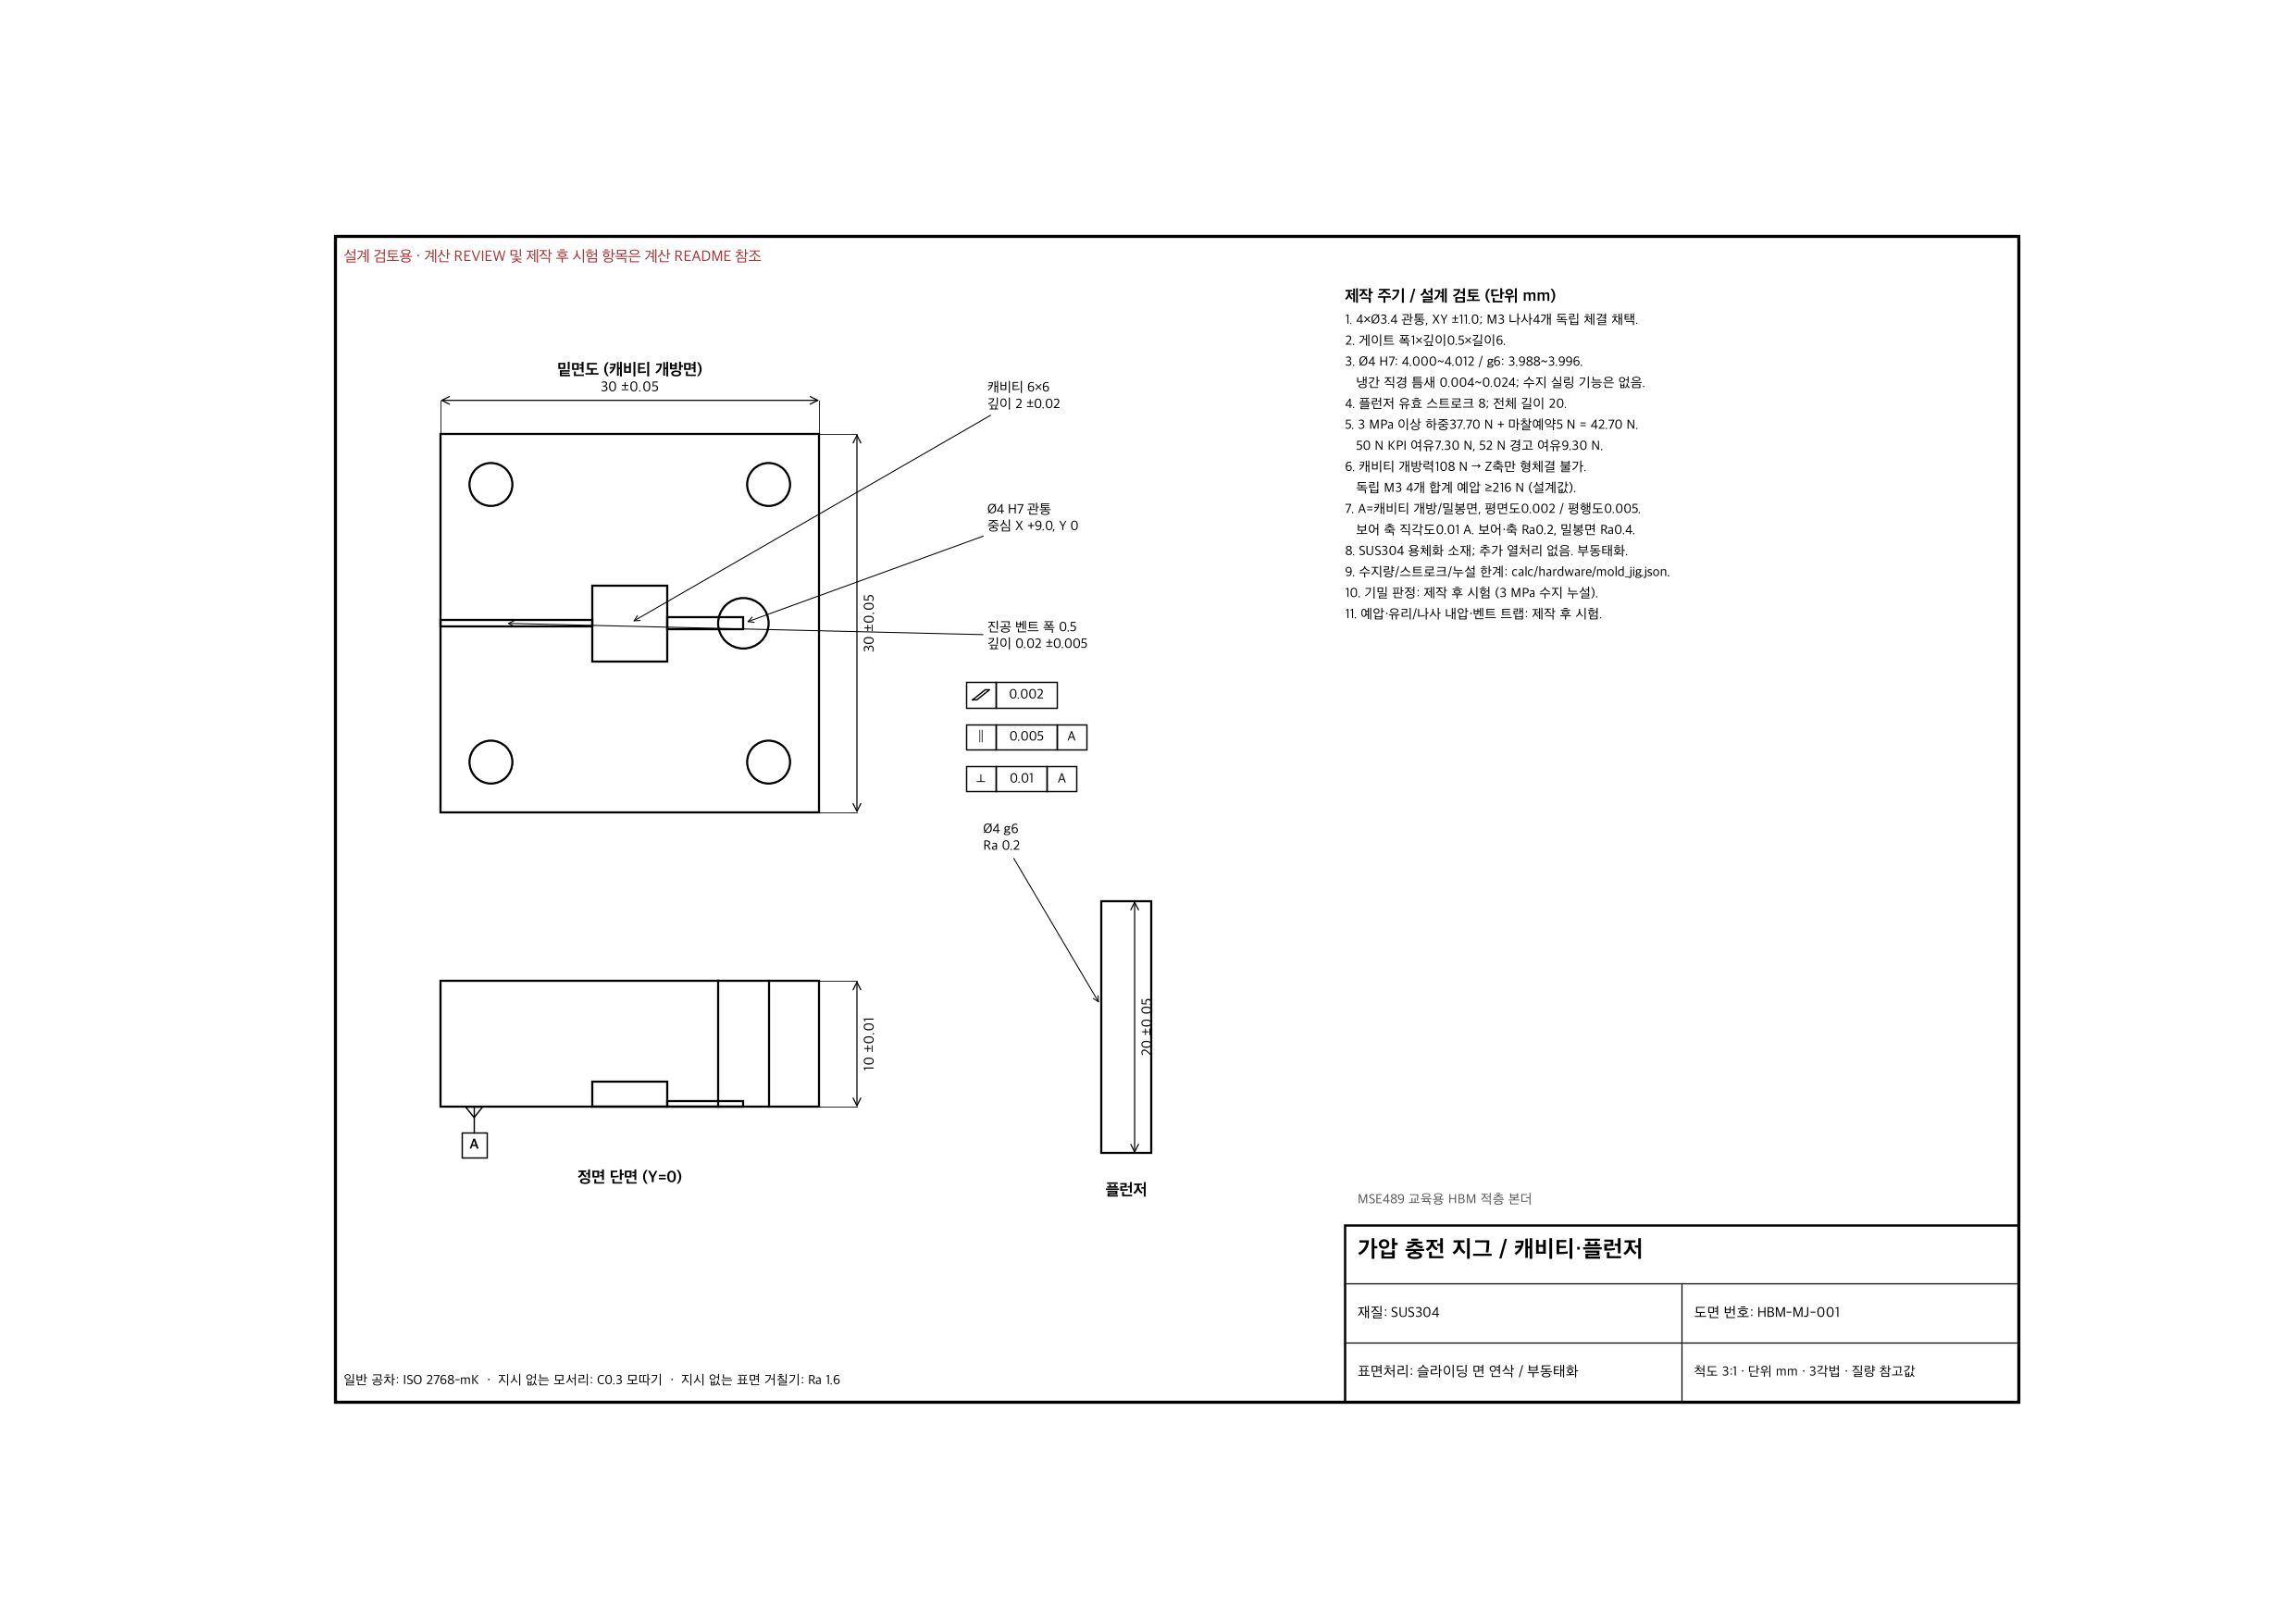 설계 검토용 · 계산 REVIEW 및 제작 후 시험 항목은 계산 README 참조
밑면도 (캐비티 개방면)
30 ±0.05
캐비티 6×6
깊이 2 ±0.02
Ø4 H7 관통
중심 X +9.0, Y 0
30 ±0.05
진공 벤트 폭 0.5
깊이 0.02 ±0.005
⏥ 0.002
∥ 0.005 A
⊥ 0.01 A
Ø4 g6
Ra 0.2
20 ±0.05
플런저
10 ±0.01
A
정면 단면 (Y=0)
제작 주기 / 설계 검토 (단위 mm)
1. 4×Ø3.4 관통, XY ±11.0; M3 나사4개 독립 체결 채택.
2. 게이트 폭1×깊이0.5×길이6.
3. Ø4 H7: 4.000~4.012 / g6: 3.988~3.996.
냉간 직경 틈새 0.004~0.024; 수지 실링 기능은 없음.
4. 플런저 유효 스트로크 8; 전체 길이 20.
5. 3 MPa 이상 하중37.70 N + 마찰예약5 N = 42.70 N.
50 N KPI 여유7.30 N, 52 N 경고 여유9.30 N.
6. 캐비티 개방력108 N → Z축만 형체결 불가.
독립 M3 4개 합계 예압 ≥216 N (설계값).
7. A=캐비티 개방/밀봉면, 평면도0.002 / 평행도0.005.
보어 축 직각도0.01 A. 보어·축 Ra0.2, 밀봉면 Ra0.4.
8. SUS304 용체화 소재; 추가 열처리 없음. 부동태화.
9. 수지량/스트로크/누설 한계: calc/hardware/mold_jig.json.
10. 기밀 판정: 제작 후 시험 (3 MPa 수지 누설).
11. 예압·유리/나사 내압·벤트 트랩: 제작 후 시험.
MSE489 교육용 HBM 적층 본더
가압 충전 지그 / 캐비티·플런저
재질: SUS304
도면 번호: HBM-MJ-001
표면처리: 슬라이딩 면 연삭 / 부동태화
척도 3:1 · 단위 mm · 3각법 · 질량 참고값
일반 공차: ISO 2768-mK · 지시 없는 모서리: C0.3 모따기 · 지시 없는 표면 거칠기: Ra 1.6